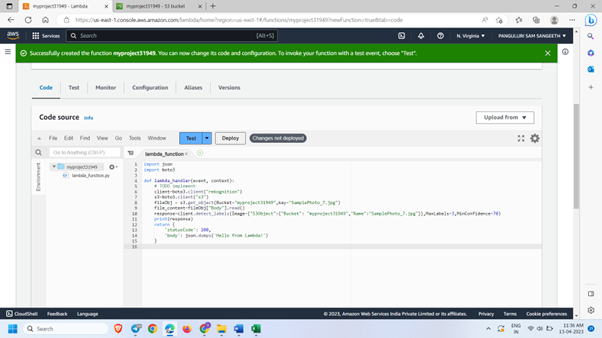 myproject31949 - Lambda
myproject31949 - S3 bucket
https://us-east-1.console.aws.amazon.com/lambda/home?region=us-east-1#/functions/myproject31949?newFunction=true&tab=code
aws
Services
Search
[Alt+S]
N. Virginia
PANGULURI SAM SANGEETH
Successfully created the function myproject31949. You can now change its code and configuration. To invoke your function with a test event, choose "Test".
Code
Test
Monitor
Configuration
Aliases
Versions
Code source
Info
Upload from
File Edit Find View Go Tools Window
Test
Deploy
Changes not deployed
Go to Anything (Ctrl-P)
lambda_function
Environment
myproject31949
lambda_function.py
1 import json
2 import boto3
3
4 def lambda_handler(event, context):
5 # TODO implement
6 client=boto3.client("rekognition")
7 s3=boto3.client("s3")
8 fileObj = s3.get_object(Bucket="myproject31949",Key="SamplePhoto_7.jpg")
9 file_content=fileObj["Body"].read()
10 response=client.detect_labels(Image={"S3Object":{"Bucket": "myproject31949","Name":"SamplePhoto_7.jpg"}},MaxLabels=3,MinConfidence=70)
11 print(response)
12 return {
13 'statusCode': 200,
14 'body': json.dumps('Hello from Lambda!')
15 }
16
CloudShell
Feedback
Language
© 2023, Amazon Web Services India Private Limited or its affiliates.
Privacy
Terms
Cookie preferences
Search
ENG
IN
11:36 AM
13-04-2023